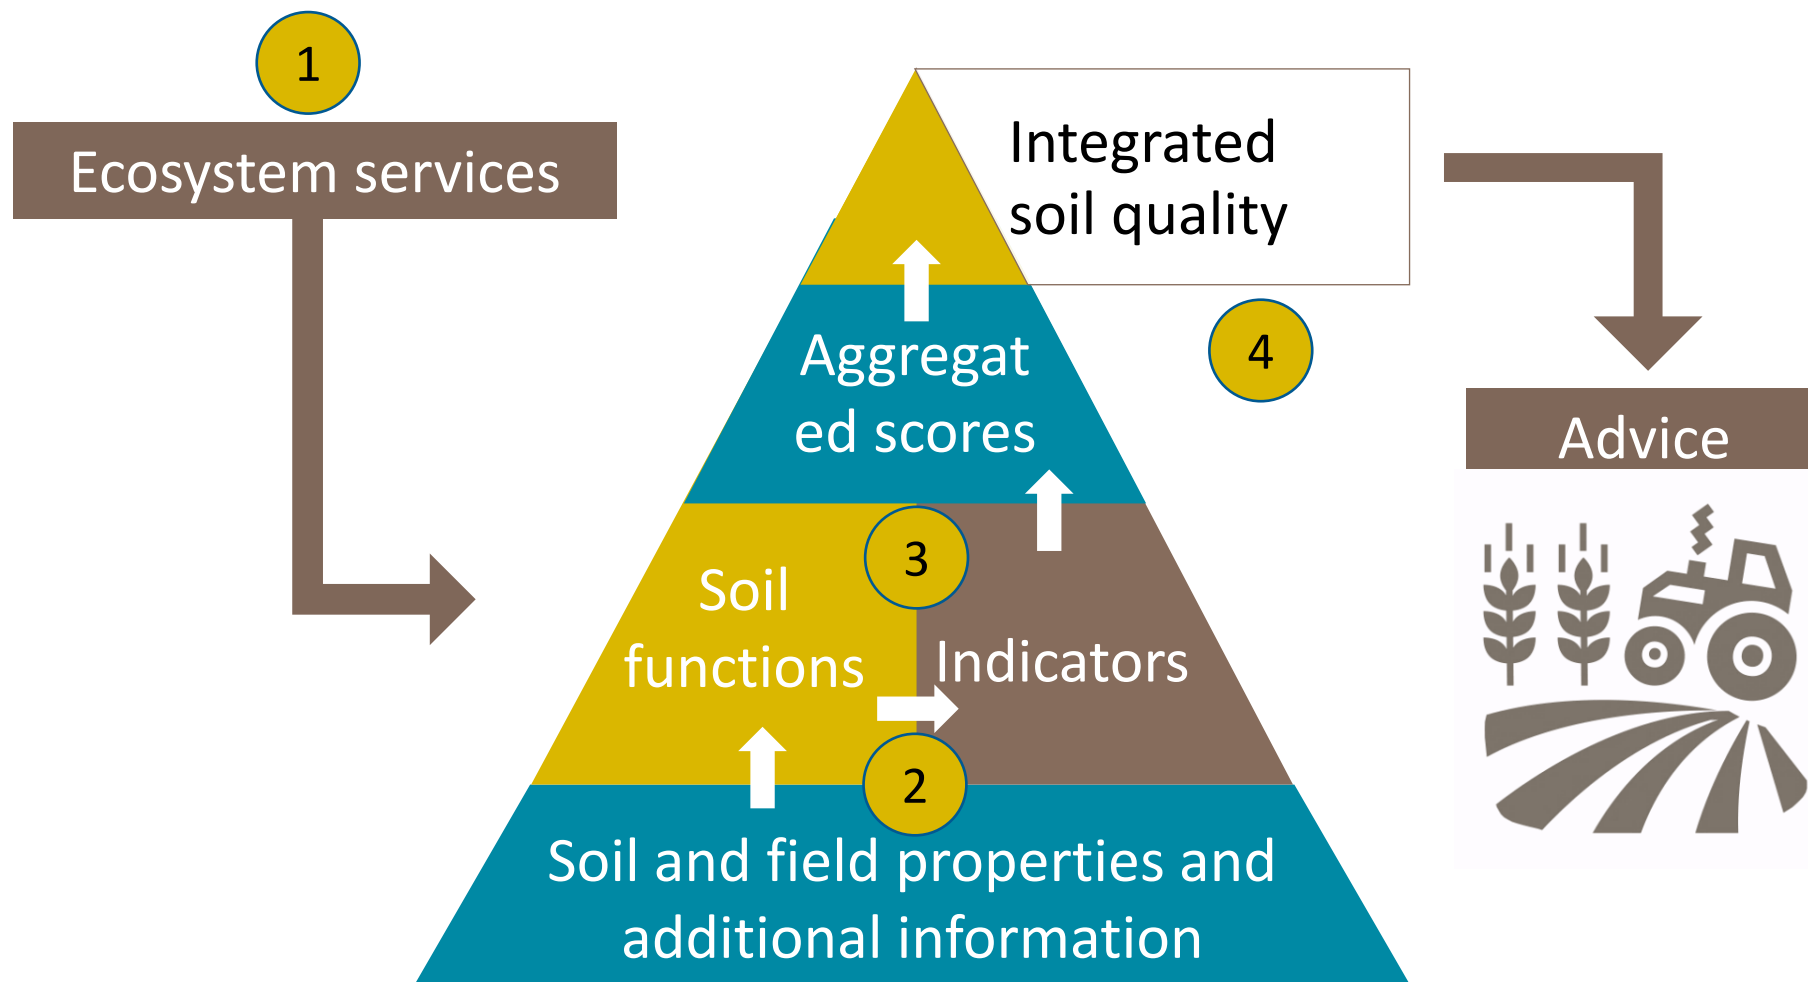 1
Ecosystem services
Integrated
soil quality
Aggregat
ed scores
4
Advice
3
Soil
functions
Indicators
2
Soil and field properties and
additional information